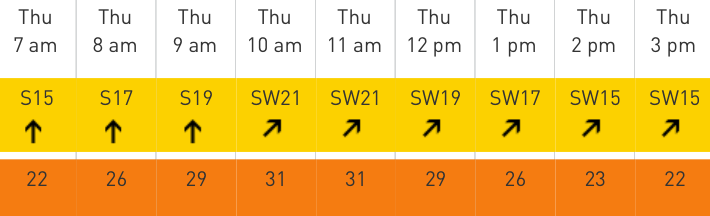 Thu Thu Thu Thu Thu Thu Thu Thu Thu
7 am 8 am 9 am 10 am 11 am 12 pm 1 pm 2 pm 3 pm
S15 S17 S19 SW21 SW21 SW19 SW17 SW15 SW15
22 26 29 31 31 29 26 23 22